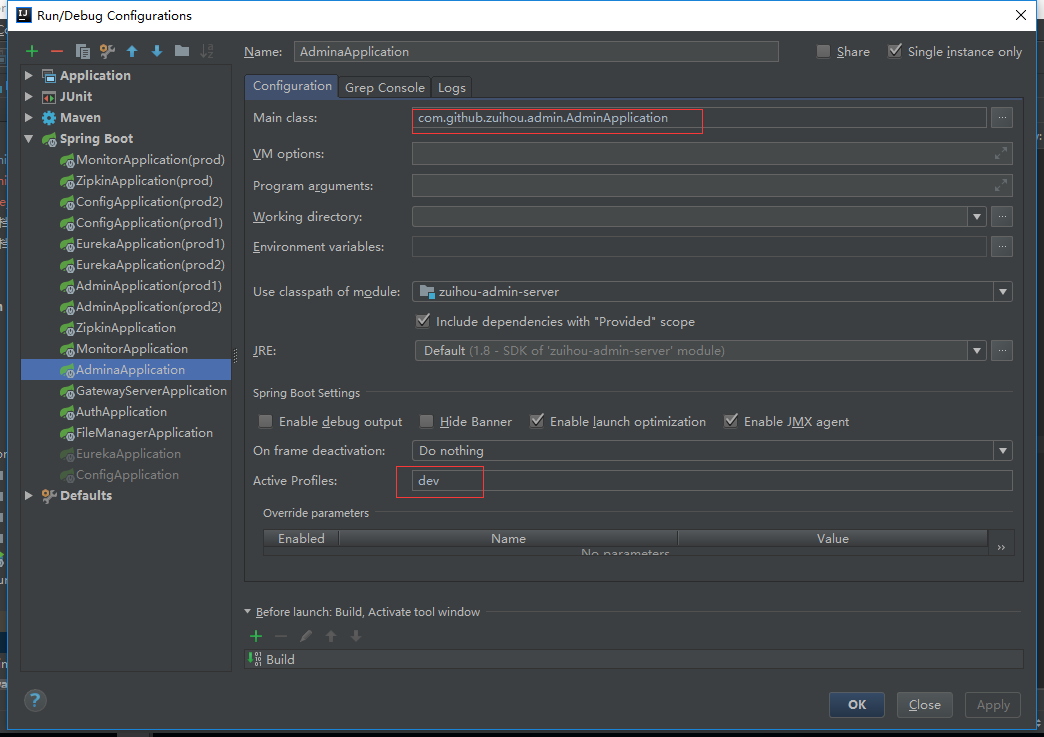 Run/Debug Configurations
Name: AdminaApplication
Share
Single instance only
Application
JUnit
Maven
Spring Boot
MonitorApplication(prod)
ZipkinApplication(prod)
ConfigApplication(prod2)
ConfigApplication(prod1)
EurekaApplication(prod1)
EurekaApplication(prod2)
AdminApplication(prod1)
AdminApplication(prod2)
ZipkinApplication
MonitorApplication
AdminaApplication
GatewayServerApplication
AuthApplication
FileManagerApplication
EurekaApplication
ConfigApplication
Defaults
Configuration Grep Console Logs
Main class: com.github.zuihou.admin.AdminApplication
VM options:
Program arguments:
Working directory:
Environment variables:
Use classpath of module: zuihou-admin-server
Include dependencies with "Provided" scope
JRE: Default (1.8 - SDK of 'zuihou-admin-server' module)
Spring Boot Settings
Enable debug output Hide Banner Enable launch optimization Enable JMX agent
On frame deactivation: Do nothing
Active Profiles: dev
Override parameters
Enabled Name Value
No parameters
Before launch: Build, Activate tool window
Build
? OK Close Apply